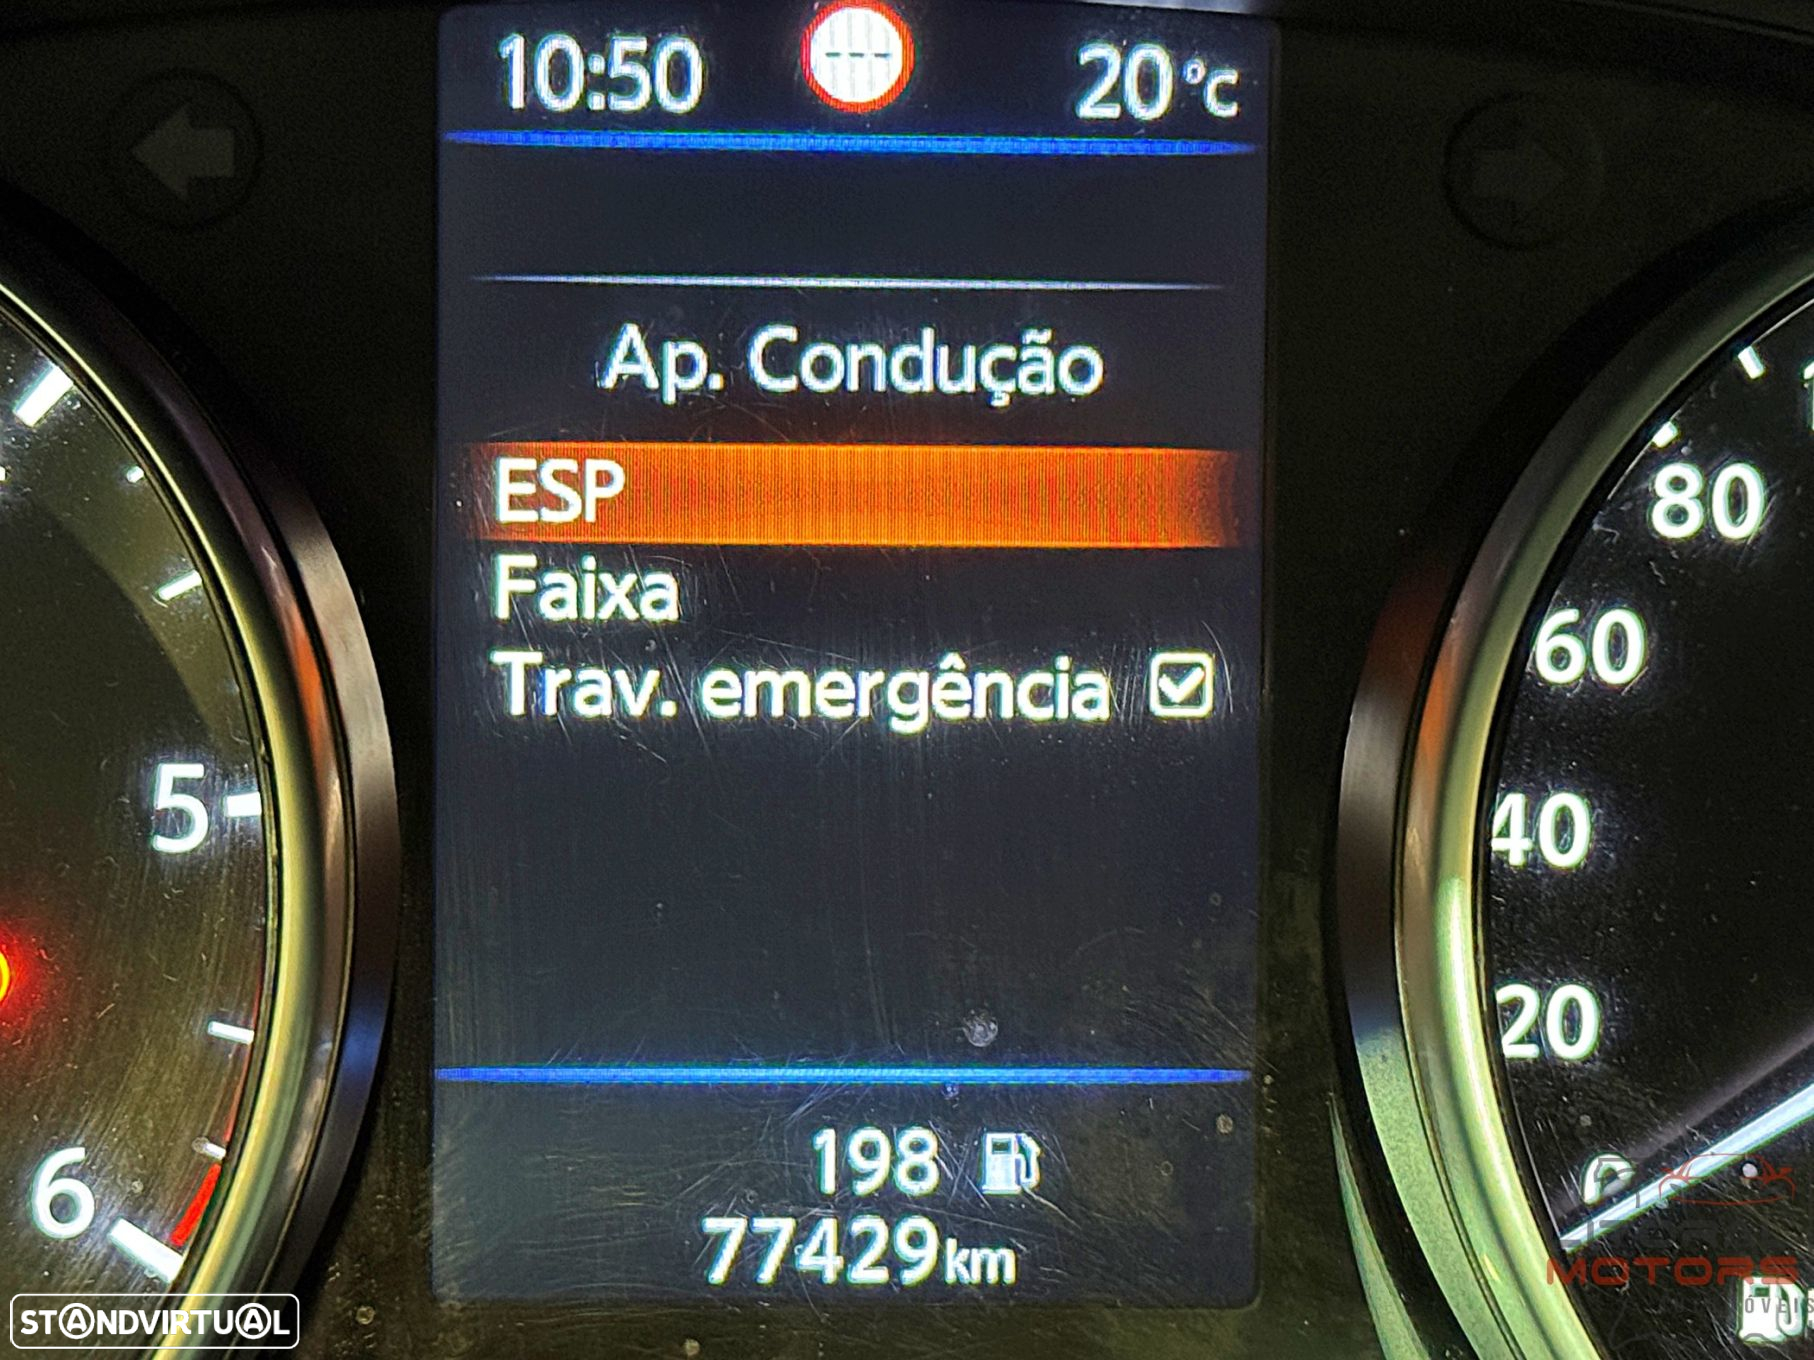 10:50
20 °C
Ap. Condução
ESP
Faixa
Trav. emergência
198
77429km
5
6
80
60
40
20
0
MOTORS
STANDVIRTUAL